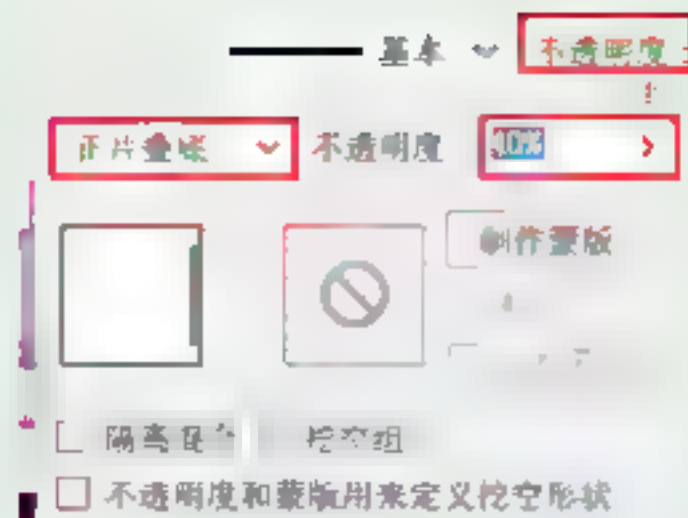 基本 不透明度
正片叠底 不透明度 40%
制作蒙版
隔离混合 挖空组
不透明度和蒙版用来定义挖空形状